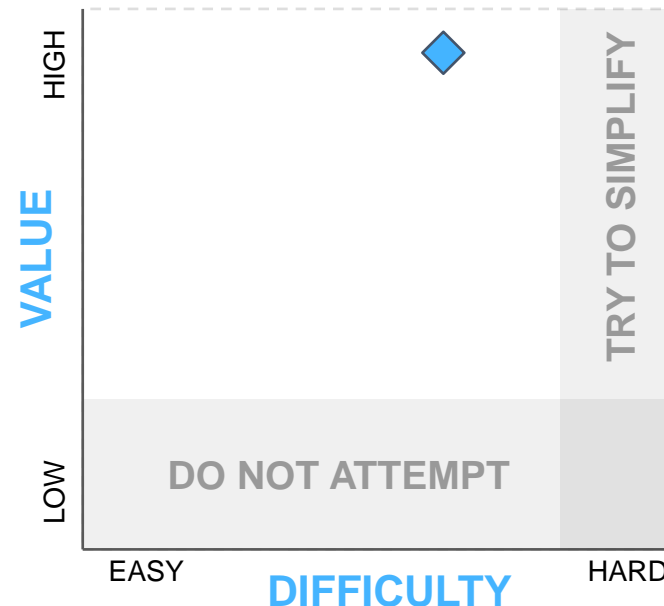 HIGH
VALUE
LOW
TRY TO SIMPLIFY
DO NOT ATTEMPT
EASY
DIFFICULTY
HARD